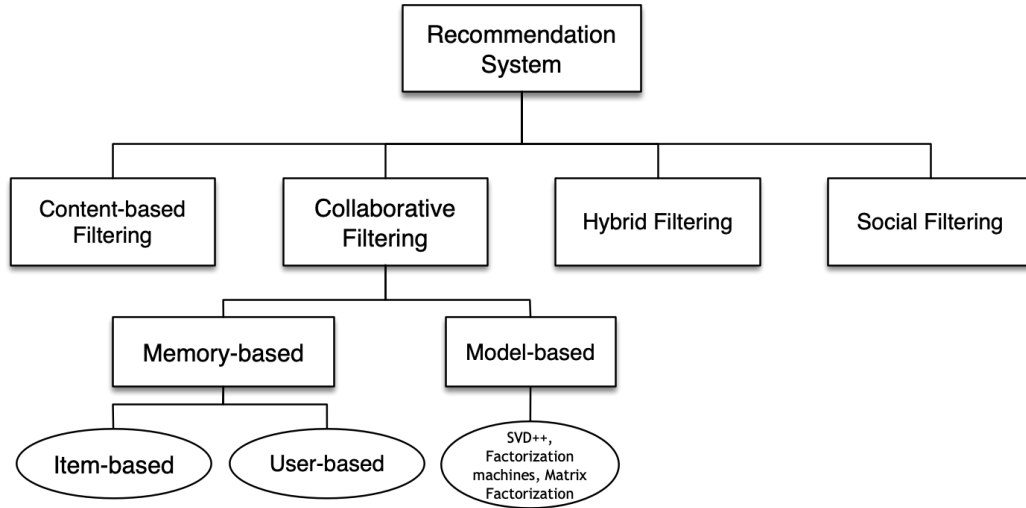 Recommendation
System
Content-based
Filtering
Collaborative
Filtering
Hybrid Filtering
Social Filtering
Memory-based
Model-based
Item-based
User-based
SVD++,
Factorization
machines, Matrix
Factorization